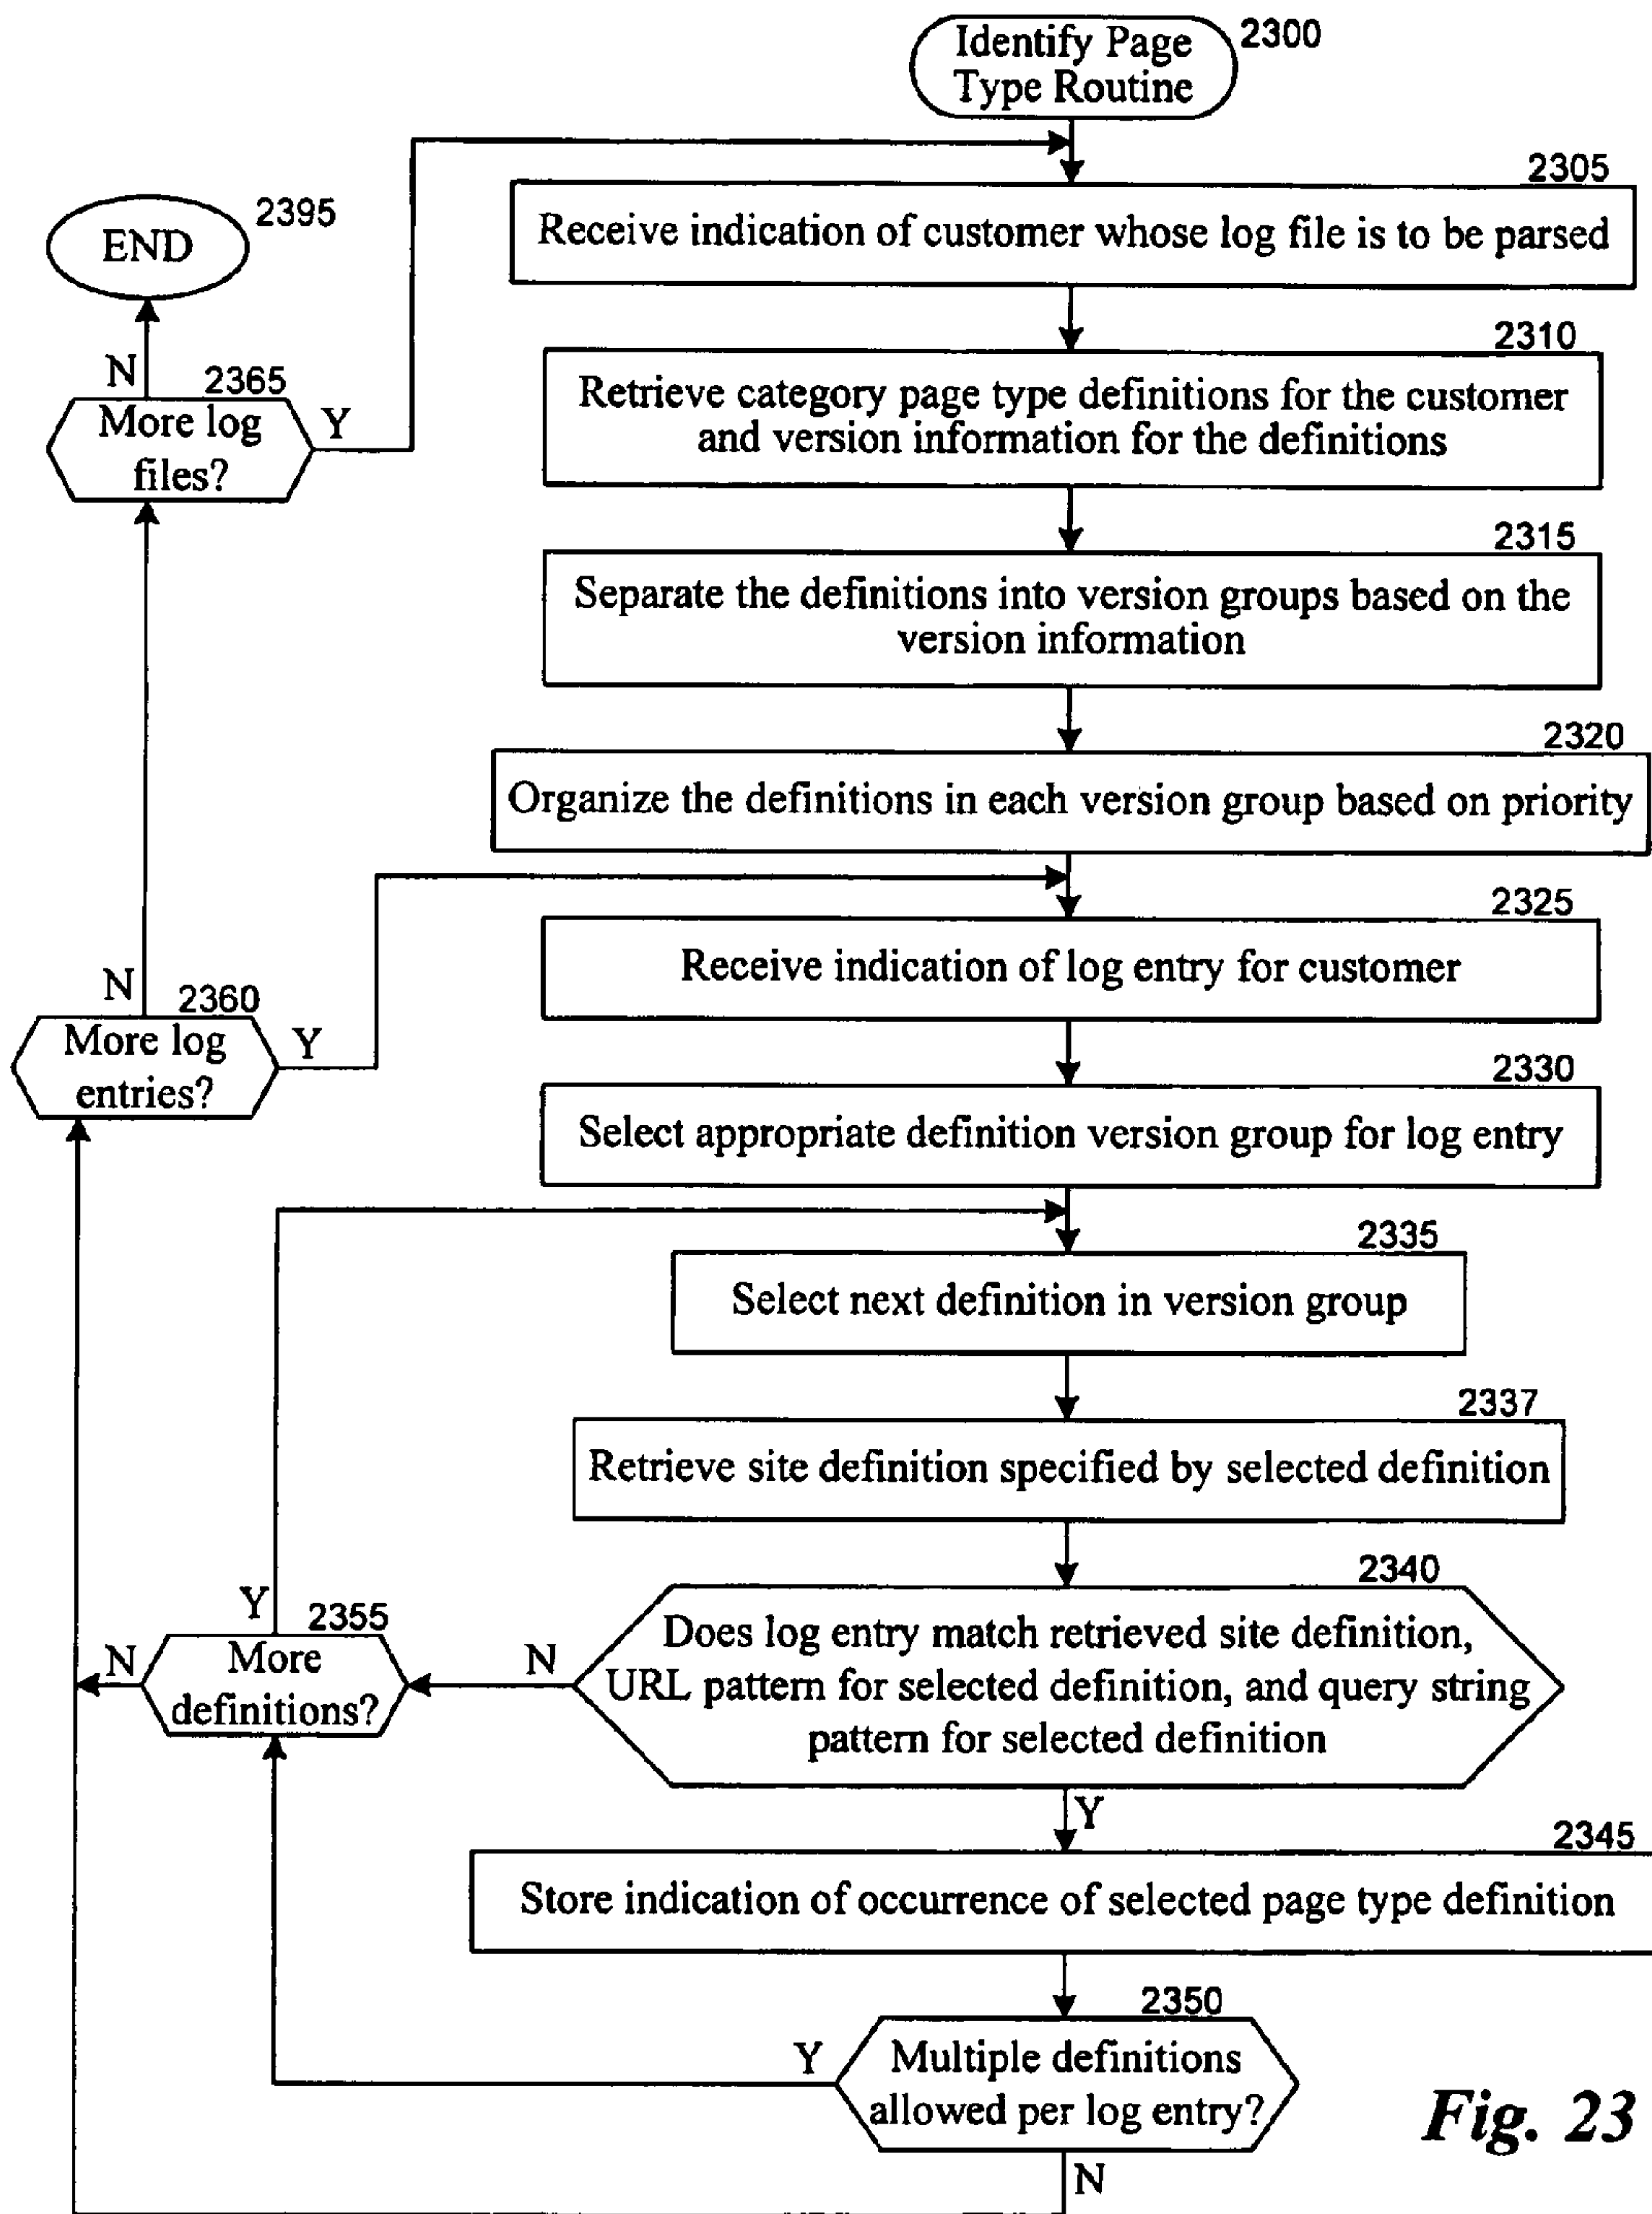 Identify Page
Type Routine
2300
2305
Receive indication of customer whose log file is to be parsed
END
2395
2310
Retrieve category page type definitions for the customer
and version information for the definitions
N
2365
More log
files?
Y
2315
Separate the definitions into version groups based on the
version information
2320
Organize the definitions in each version group based on priority
2325
Receive indication of log entry for customer
N
2360
More log
entries?
Y
2330
Select appropriate definition version group for log entry
2335
Select next definition in version group
2337
Retrieve site definition specified by selected definition
2340
Does log entry match retrieved site definition,
URL pattern for selected definition, and query string
pattern for selected definition
N
Y
2355
More
definitions?
N
Y
2345
Store indication of occurrence of selected page type definition
2350
Multiple definitions
allowed per log entry?
Y
N
Fig. 23